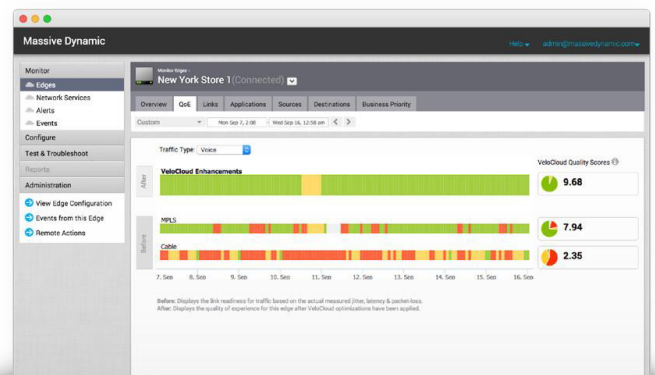 Massive Dynamic
Help
admin@massivedynamic.com
Monitor
Edges
Network Services
Alerts
Events
Configure
Test & Troubleshoot
Reports
Administration
View Edge Configuration
Events from this Edge
Remote Actions
Monitor Edges
New York Store 1 (Connected)
Overview QoE Links Applications Sources Destinations Business Priority
Custom Mon Sep 7, 2:08 - Wed Sep 16, 12:58 am < >
Traffic Type: Voice
VeloCloud Quality Scores
After
VeloCloud Enhancements
9.68
Before
MPLS
7.94
Cable
2.35
7. Sep 8. Sep 9. Sep 10. Sep 11. Sep 12. Sep 13. Sep 14. Sep 15. Sep 16. Sep
Before: Displays the link readiness for traffic based on the actual measured jitter, latency & packet-loss.
After: Displays the quality of experience for this edge after VeloCloud optimizations have been applied.